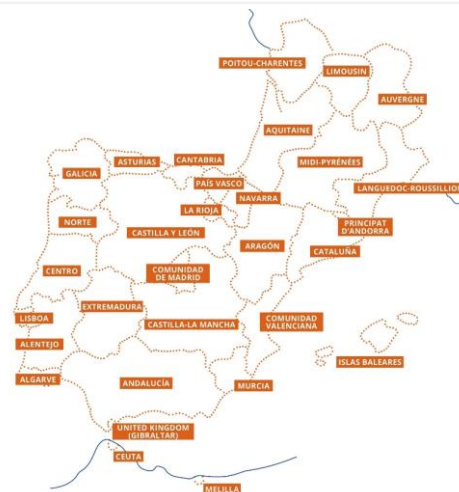 POITOU-CHARENTES
LIMOUSIN
AUVERGNE
AQUITAINE
ASTURIAS
CANTABRIA
MIDI-PYRÉNÉES
GALICIA
PAÍS VASCO
LANGUEDOC-ROUSSILLION
NAVARRA
LA RIOJA
NORTE
PRINCIPAT
D'ANDORRA
CASTILLA Y LEÓN
ARAGÓN
CATALUÑA
CENTRO
COMUNIDAD
DE MADRID
EXTREMADURA
LISBOA
CASTILLA-LA MANCHA
COMUNIDAD
VALENCIANA
ALENTEJO
ISLAS BALEARES
ALGARVE
ANDALUCÍA
MURCIA
UNITED KINGDOM
(GIBRALTAR)
CEUTA
MELILLA